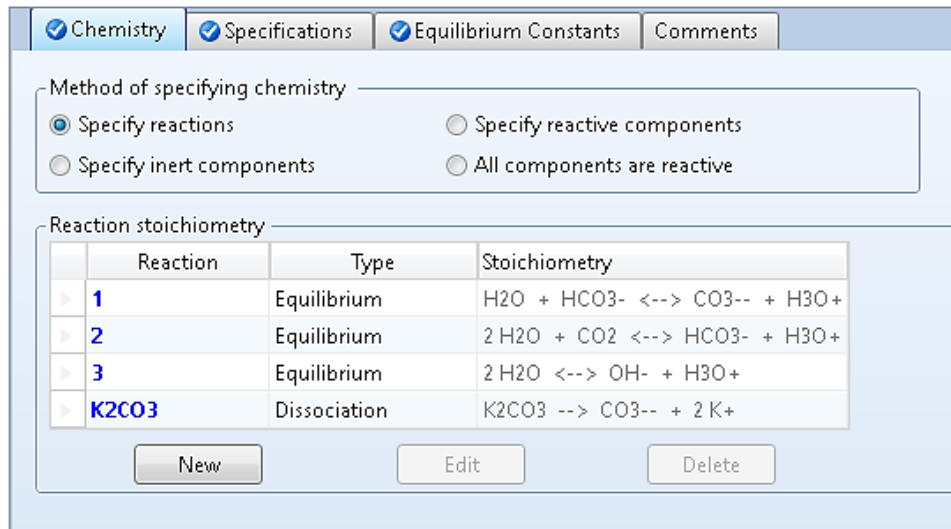 Chemistry Specifications Equilibrium Constants Comments
Method of specifying chemistry
Specify reactions Specify reactive components
Specify inert components All components are reactive
Reaction stoichiometry
Reaction Type Stoichiometry
1 Equilibrium H2O + HCO3- <--> CO3-- + H3O+
2 Equilibrium 2 H2O + CO2 <--> HCO3- + H3O+
3 Equilibrium 2 H2O <--> OH- + H3O+
K2CO3 Dissociation K2CO3 --> CO3-- + 2 K+
New Edit Delete